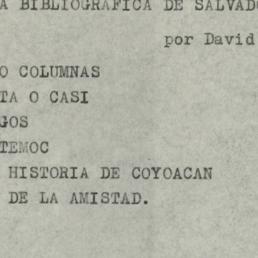 A BIBLIOGRAFICA DE SALVADO
por David
O COLUMNAS
TA O CASI
GOS
TEMOC
HISTORIA DE COYOACAN
DE LA AMISTAD.